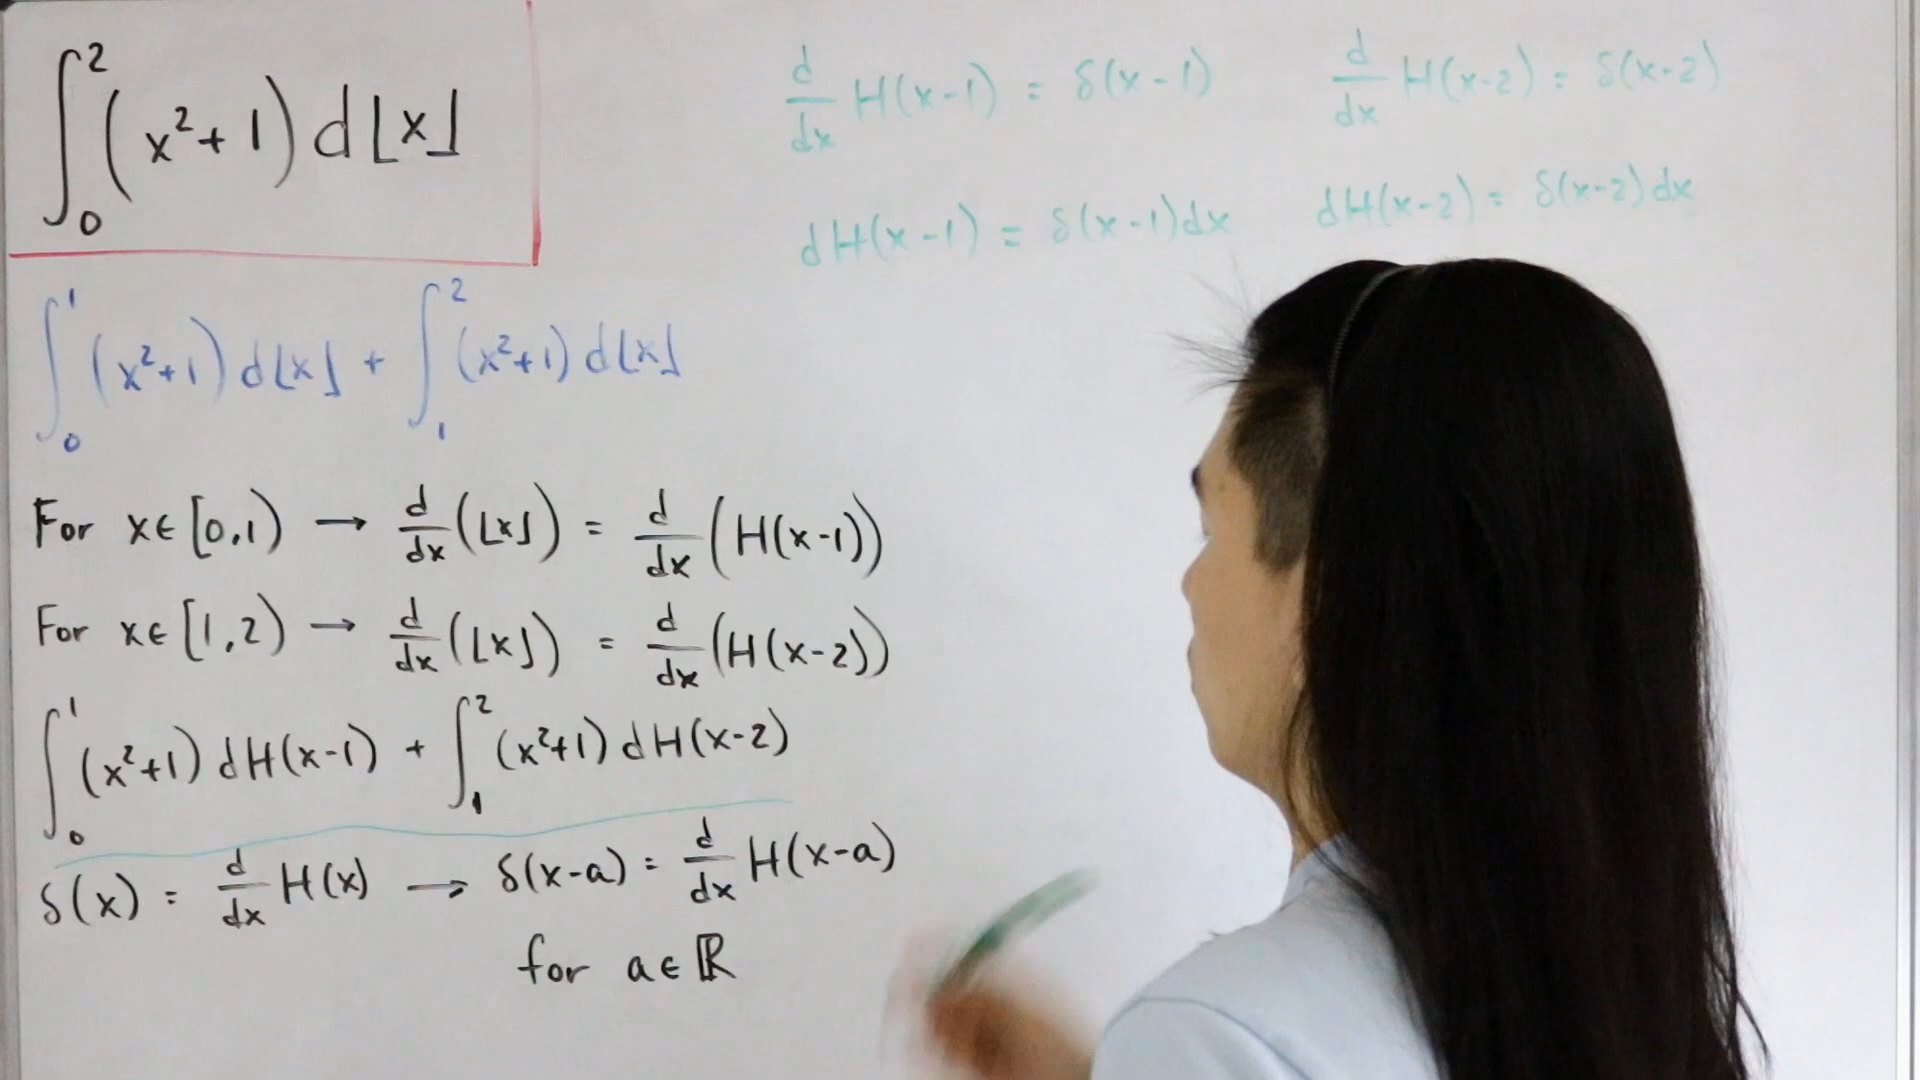 ∫₀² (x² + 1) d⌊x⌋
∫₀¹ (x²+1) d⌊x⌋ + ∫₁² (x²+1) d⌊x⌋
For x∈[0,1) → d/dx (⌊x⌋) = d/dx (H(x-1))
For x∈[1,2) → d/dx (⌊x⌋) = d/dx (H(x-2))
∫₀¹ (x²+1) dH(x-1) + ∫₁² (x²+1) dH(x-2)
δ(x) = d/dx H(x) → δ(x-a) = d/dx H(x-a)
for a∈ℝ
d/dx H(x-1) = δ(x-1)
dH(x-1) = δ(x-1)dx
d/dx H(x-2) = δ(x-2)
dH(x-2) = δ(x-2)dx